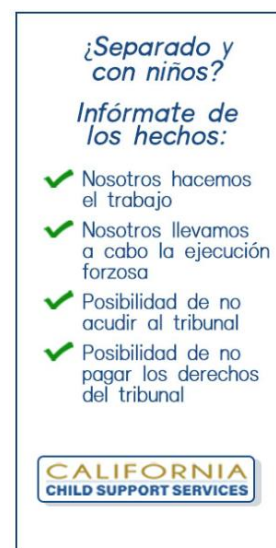 ¿Separado y
con niños?
Infórmate de
los hechos:
Nosotros hacemos
el trabajo
Nosotros llevamos
a cabo la ejecución
forzosa
Posibilidad de no
acudir al tribunal
Posibilidad de no
pagar los derechos
del tribunal
CALIFORNIA
CHILD SUPPORT SERVICES